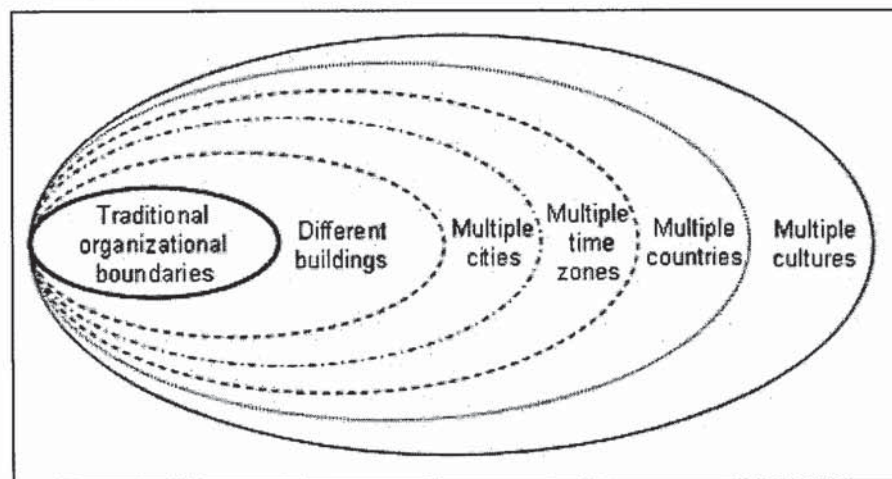 Traditional
organizational
boundaries
Different
buildings
Multiple
cities
Multiple
time
zones
Multiple
countries
Multiple
cultures